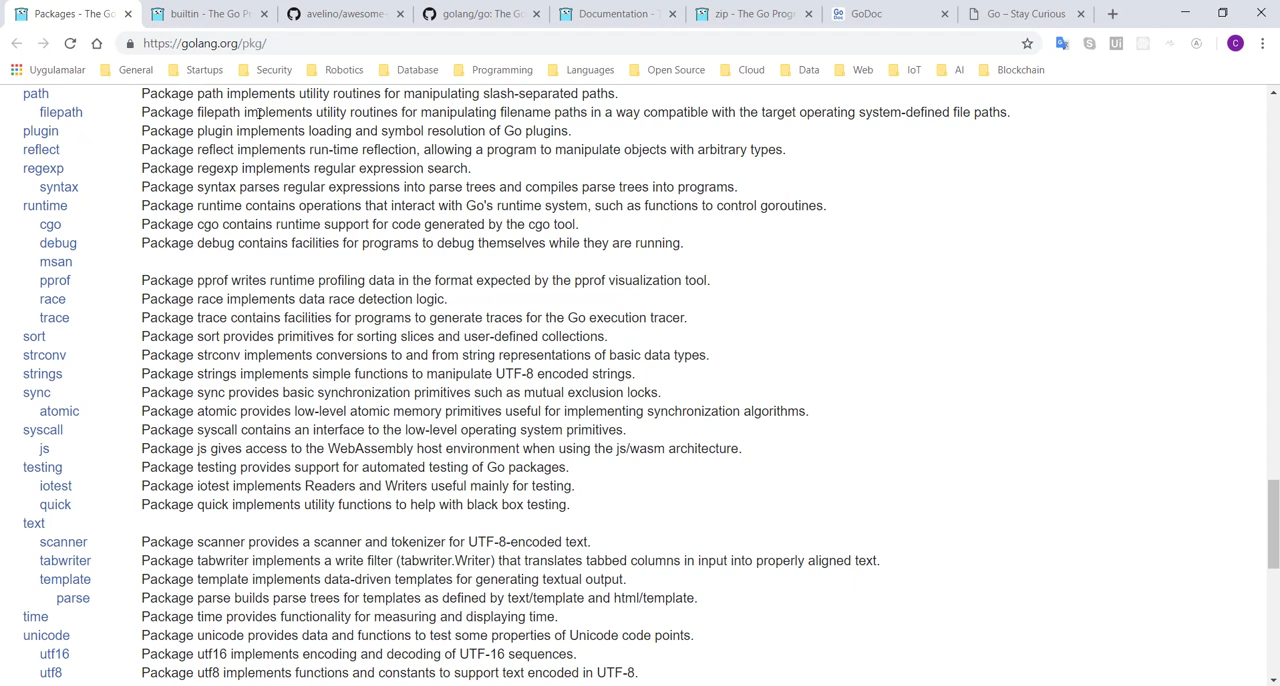 Packages - The Go
builtin - The Go P
avelino/awesome-
golang/go: The G
Documentation - T
zip - The Go Prog
GoDoc
Go – Stay Curious
https://golang.org/pkg/
Uygulamalar General Startups Security Robotics Database Programming Languages Open Source Cloud Data Web IoT AI Blockchain
path Package path implements utility routines for manipulating slash-separated paths.
filepath Package filepath implements utility routines for manipulating filename paths in a way compatible with the target operating system-defined file paths.
plugin Package plugin implements loading and symbol resolution of Go plugins.
reflect Package reflect implements run-time reflection, allowing a program to manipulate objects with arbitrary types.
regexp Package regexp implements regular expression search.
syntax Package syntax parses regular expressions into parse trees and compiles parse trees into programs.
runtime Package runtime contains operations that interact with Go's runtime system, such as functions to control goroutines.
cgo Package cgo contains runtime support for code generated by the cgo tool.
debug Package debug contains facilities for programs to debug themselves while they are running.
msan
pprof Package pprof writes runtime profiling data in the format expected by the pprof visualization tool.
race Package race implements data race detection logic.
trace Package trace contains facilities for programs to generate traces for the Go execution tracer.
sort Package sort provides primitives for sorting slices and user-defined collections.
strconv Package strconv implements conversions to and from string representations of basic data types.
strings Package strings implements simple functions to manipulate UTF-8 encoded strings.
sync Package sync provides basic synchronization primitives such as mutual exclusion locks.
atomic Package atomic provides low-level atomic memory primitives useful for implementing synchronization algorithms.
syscall Package syscall contains an interface to the low-level operating system primitives.
js Package js gives access to the WebAssembly host environment when using the js/wasm architecture.
testing Package testing provides support for automated testing of Go packages.
iotest Package iotest implements Readers and Writers useful mainly for testing.
quick Package quick implements utility functions to help with black box testing.
text
scanner Package scanner provides a scanner and tokenizer for UTF-8-encoded text.
tabwriter Package tabwriter implements a write filter (tabwriter.Writer) that translates tabbed columns in input into properly aligned text.
template Package template implements data-driven templates for generating textual output.
parse Package parse builds parse trees for templates as defined by text/template and html/template.
time Package time provides functionality for measuring and displaying time.
unicode Package unicode provides data and functions to test some properties of Unicode code points.
utf16 Package utf16 implements encoding and decoding of UTF-16 sequences.
utf8 Package utf8 implements functions and constants to support text encoded in UTF-8.